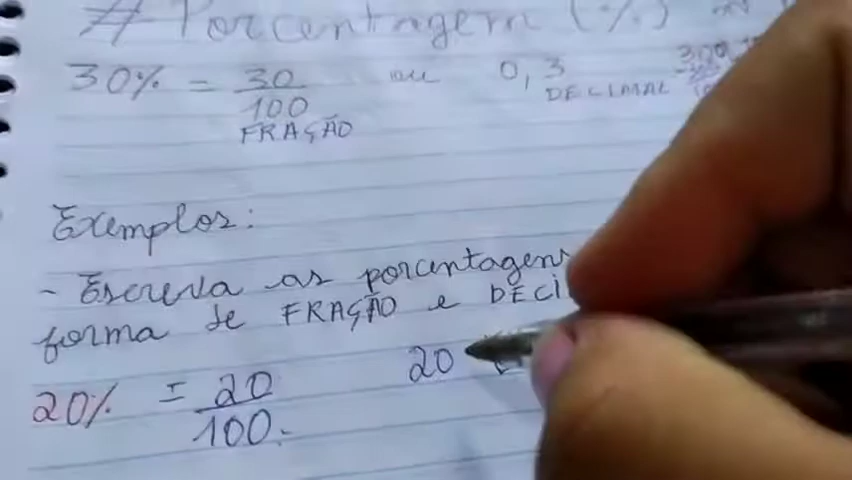 # Porcentagem (%)
30% = 30/100 ou 0,3
FRAÇÃO DECIMAL
Exemplos:
- Escreva as porcentagens
forma de FRAÇÃO e DECI
20% = 20/100. 20